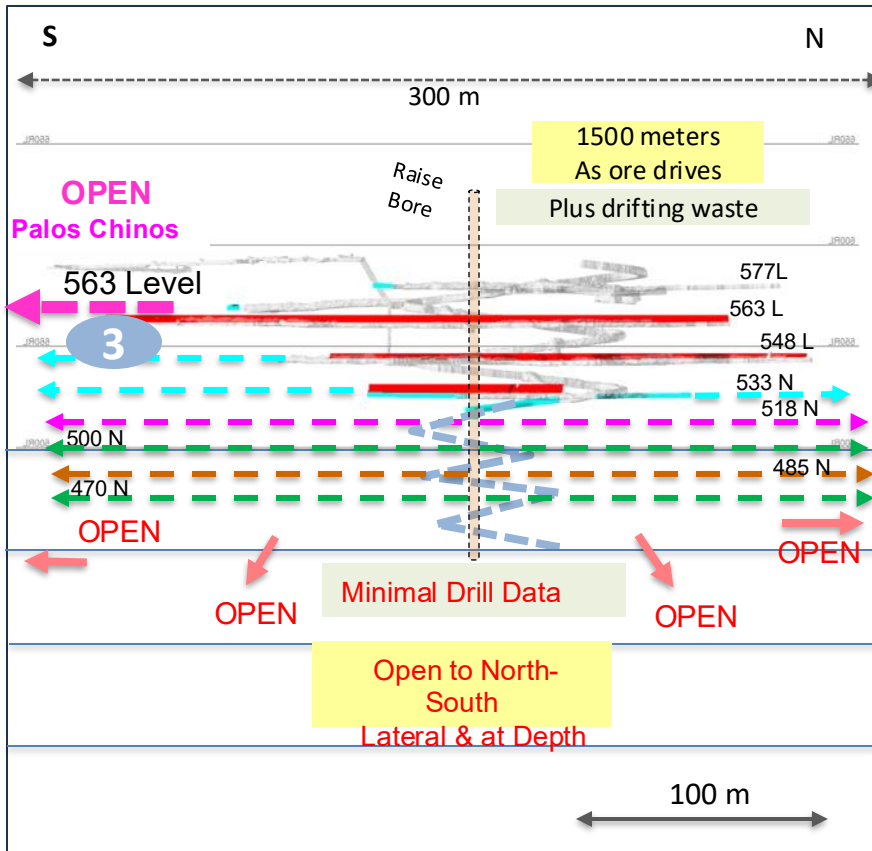 S
N
300 m
1500 meters
As ore drives
Raise
Bore
Plus drifting waste
OPEN
Palos Chinos
577L
563 Level
563 L
3
548 L
533 N
518 N
500 N
485 N
470 N
OPEN
OPEN
OPEN
OPEN
Minimal Drill Data
Open to North-
South
Lateral & at Depth
100 m